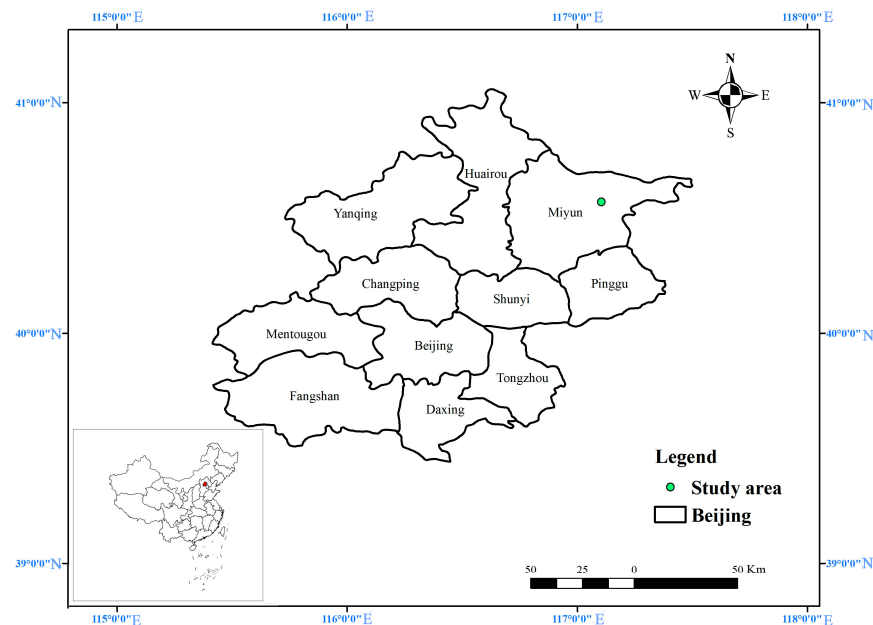 115°0'0"E 116°0'0"E 117°0'0"E 118°0'0"E
N
W E
S
41°0'0"N 41°0'0"N
Huairou
Yanqing
Miyun
Changping
Pinggu
Shunyi
40°0'0"N 40°0'0"N
Mentougou
Beijing
Tongzhou
Fangshan
Daxing
Legend
Study area
Beijing
39°0'0"N 39°0'0"N
50 25 0 50 Km
115°0'0"E 116°0'0"E 117°0'0"E 118°0'0"E